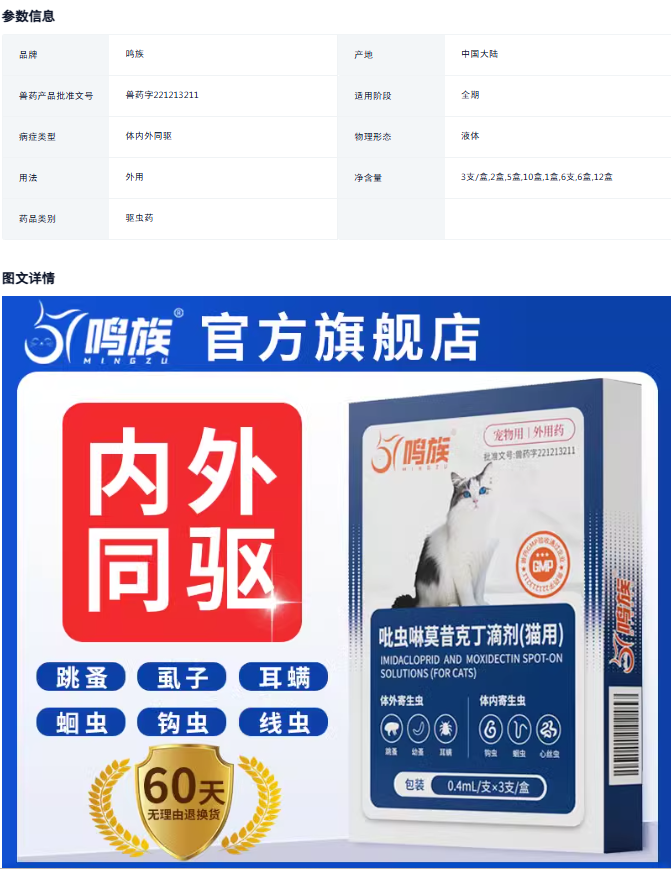 参数信息
品牌 鸣族 产地 中国大陆
兽药产品批准文号 兽药字221213211 适用阶段 全期
病症类型 体内外同驱 物理形态 液体
用法 外用 净含量 3支/盒,2盒,5盒,10盒,1盒,6支,6盒,12盒
药品类别 驱虫药
图文详情
鸣族® 官方旗舰店
MINGZU
内外
同驱
跳蚤 虱子 耳螨
蛔虫 钩虫 线虫
60天
无理由退换货
鸣族
MINGZU
宠物用 | 外用药
批准文号:兽药字221213211
GMP
吡虫啉莫昔克丁滴剂(猫用)
IMIDACLOPRID AND MOXIDECTIN SPOT-ON
SOLUTIONS (FOR CATS)
体外寄生虫 体内寄生虫
跳蚤 幼蚤 耳螨 钩虫 蛔虫 心丝虫
包装 0.4mL/支×3支/盒
鸣族